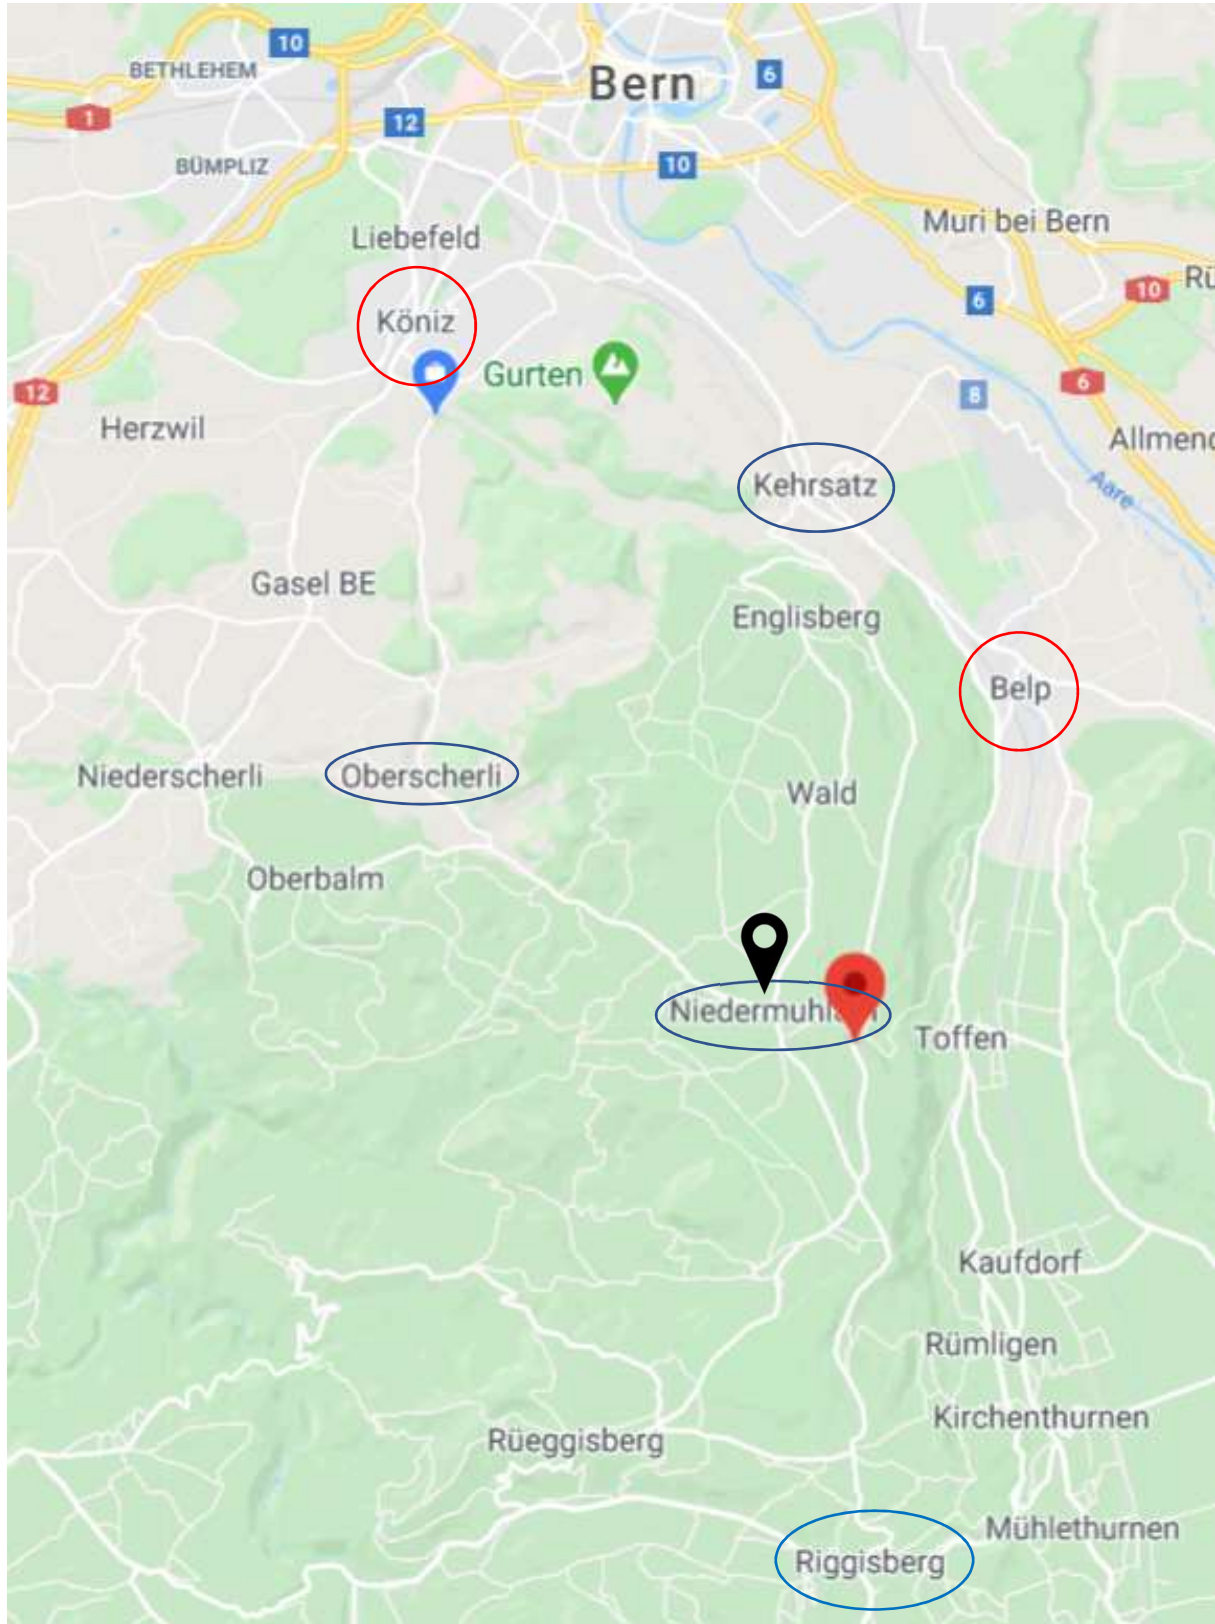 10
Bern
6
BETHLEHEM
1
12
BÜMPLIZ
10
Muri bei Bern
Liebefeld
6
10
Rü
Köniz
Gurten
12
6
8
Herzwil
Allmend
Kehrsatz
Aare
Gasel BE
Englisberg
Belp
Niederscherli
Oberscherli
Wald
Oberbalm
Niedermuhl n
Toffen
Kaufdorf
Rümligen
Kirchenthurnen
Rüeggisberg
Mühlethurnen
Riggisberg